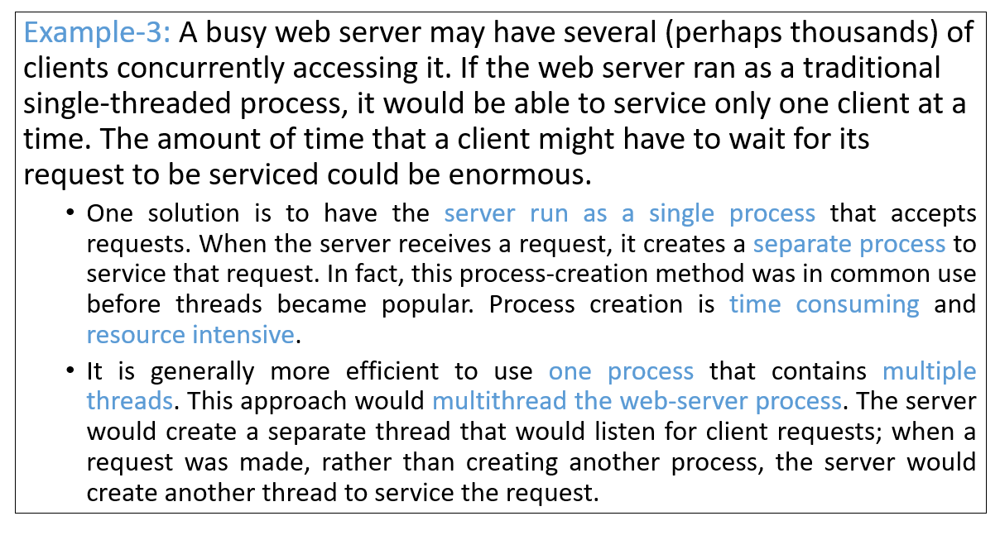 Example-3: A busy web server may have several (perhaps thousands) of
clients concurrently accessing it. If the web server ran as a traditional
single-threaded process, it would be able to service only one client at a
time. The amount of time that a client might have to wait for its
request to be serviced could be enormous.
• One solution is to have the server run as a single process that accepts
requests. When the server receives a request, it creates a separate process to
service that request. In fact, this process-creation method was in common use
before threads became popular. Process creation is time consuming and
resource intensive.
• It is generally more efficient to use one process that contains multiple
threads. This approach would multithread the web-server process. The server
would create a separate thread that would listen for client requests; when a
request was made, rather than creating another process, the server would
create another thread to service the request.